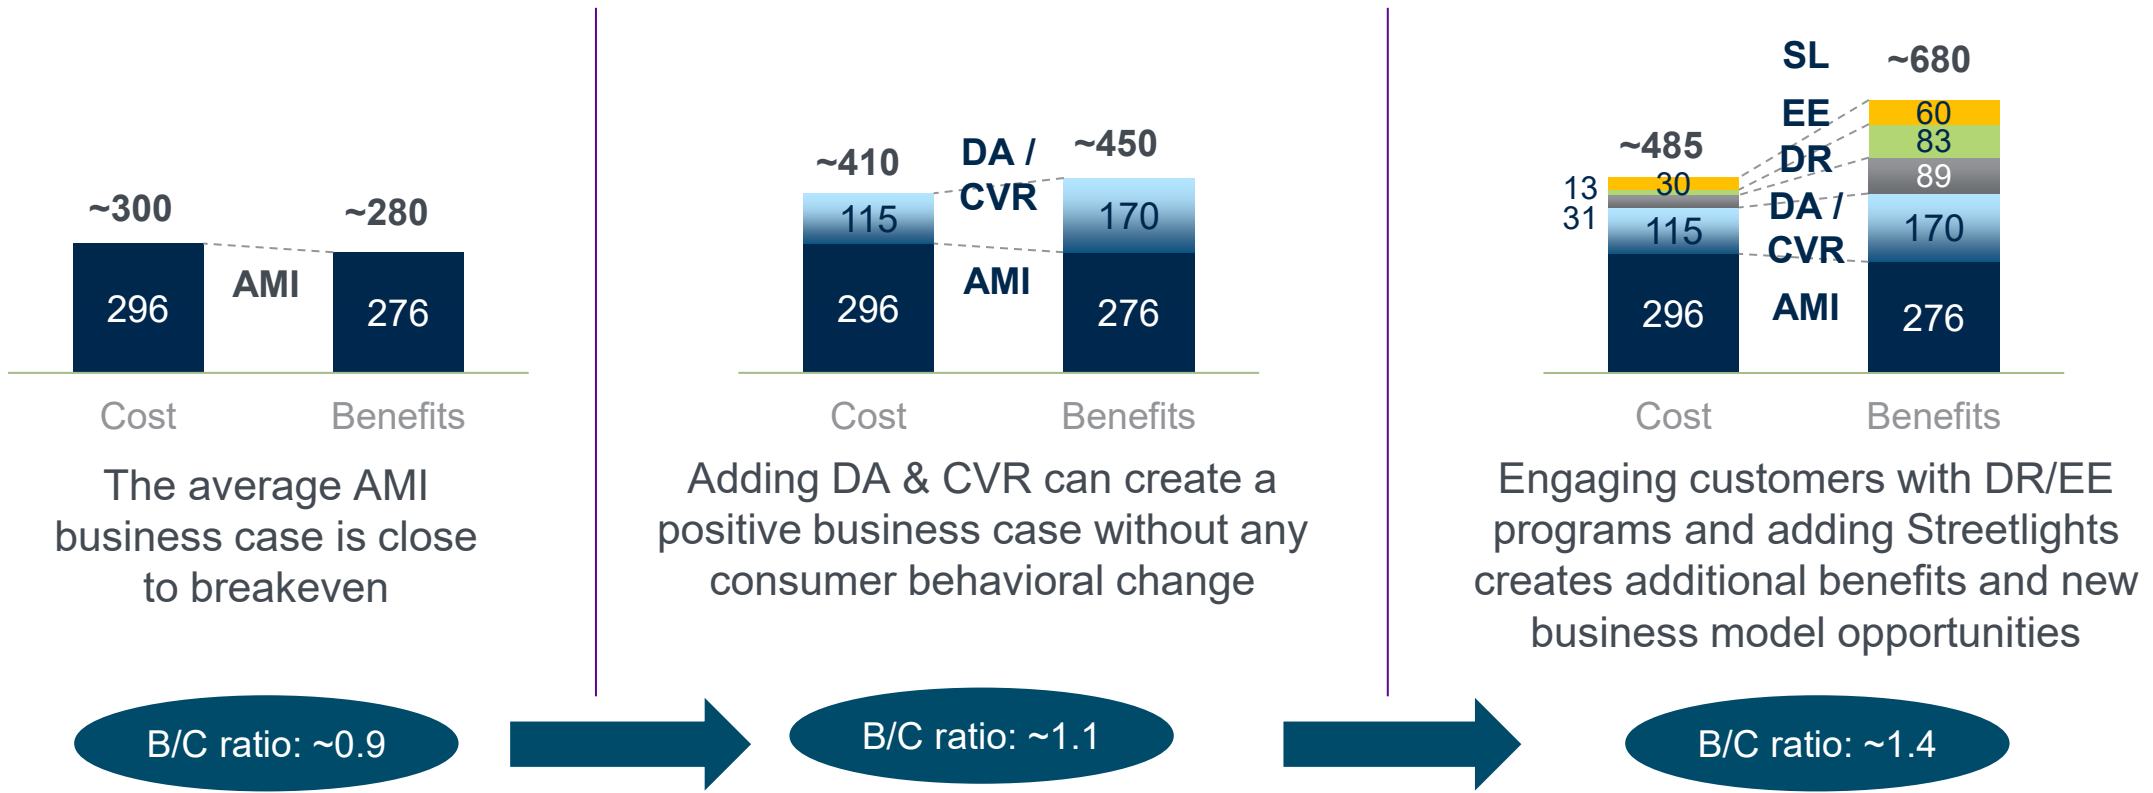 ~300
~280
AMI
296
276
Cost
Benefits
The average AMI
business case is close
to breakeven
B/C ratio: ~0.9
~410
DA /
CVR
~450
115
170
AMI
296
276
Cost
Benefits
Adding DA & CVR can create a
positive business case without any
consumer behavioral change
B/C ratio: ~1.1
SL
~680
EE
60
~485
DR
83
13
30
89
31
115
DA /
CVR
170
296
AMI
276
Cost
Benefits
Engaging customers with DR/EE
programs and adding Streetlights
creates additional benefits and new
business model opportunities
B/C ratio: ~1.4